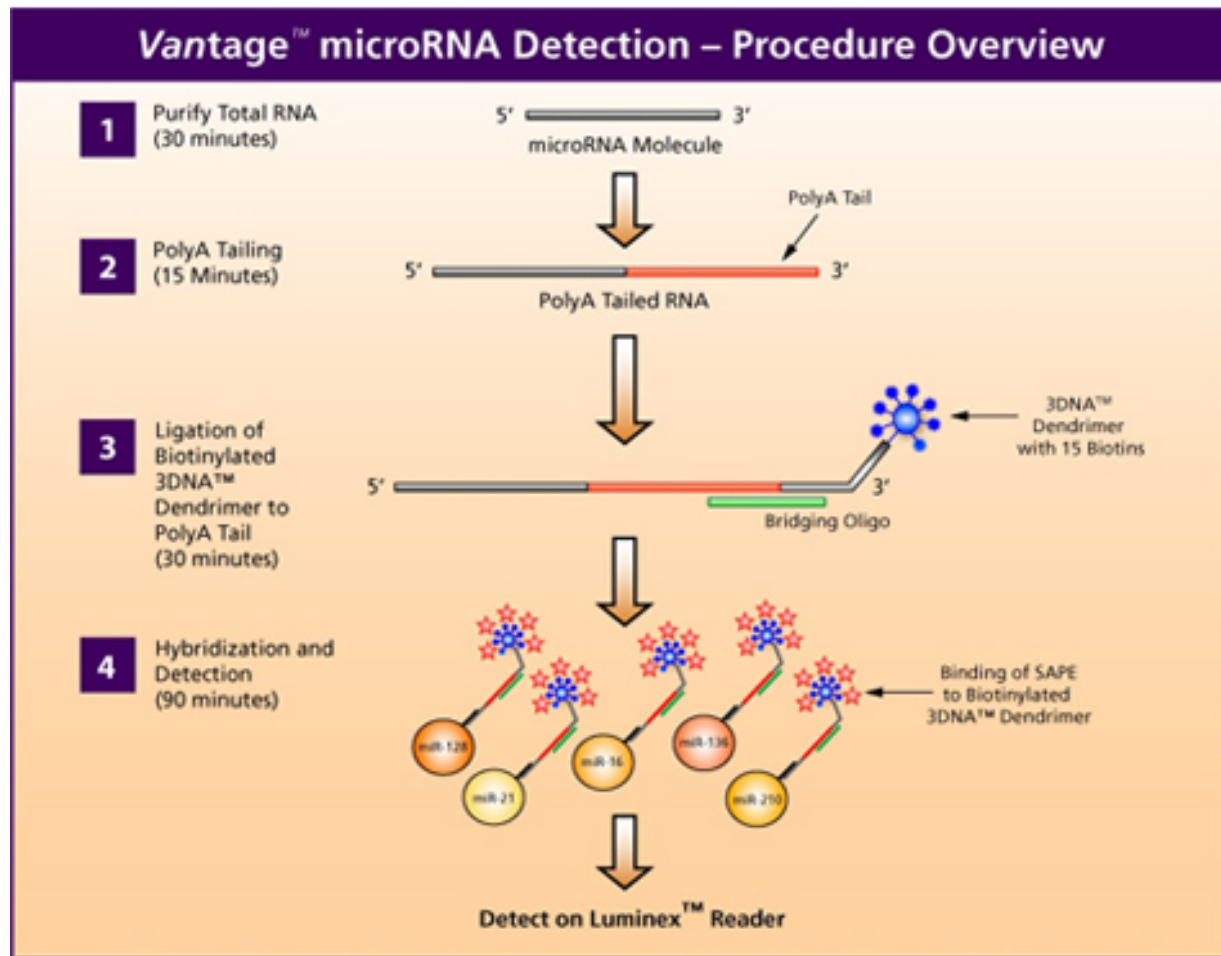 Vantage™ microRNA Detection – Procedure Overview
1
Purify Total RNA
(30 minutes)
5′
3′
microRNA Molecule
PolyA Tail
2
PolyA Tailing
(15 Minutes)
5′
3′
PolyA Tailed RNA
3
Ligation of
Biotinylated
3DNA™
Dendrimer to
PolyA Tail
(30 minutes)
3DNA™
Dendrimer
with 15 Biotins
5′
3′
Bridging Oligo
4
Hybridization and
Detection
(90 minutes)
Binding of SAPE
to Biotinylated
3DNA™ Dendrimer
miR-128
miR-21
miR-16
miR-136
miR-210
Detect on Luminex™ Reader